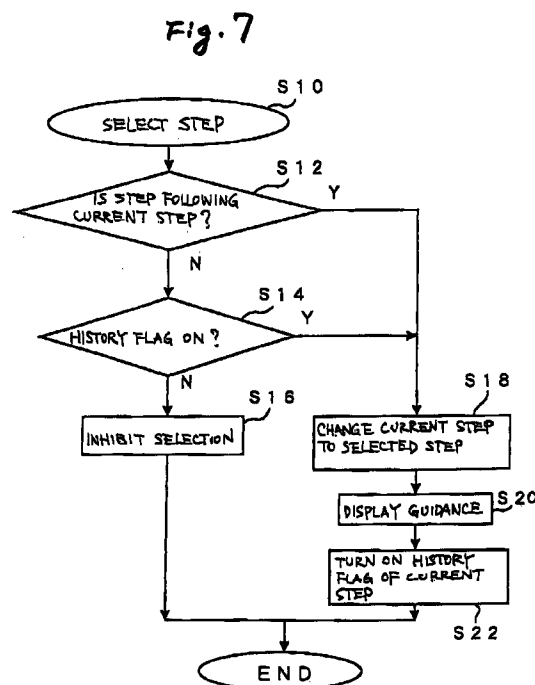 Fig. 7
S10
SELECT STEP
S12
IS STEP FOLLOWING
CURRENT STEP?
Y
N
S14
HISTORY FLAG ON?
Y
N
S16
INHIBIT SELECTION
S18
CHANGE CURRENT STEP
TO SELECTED STEP
S20
DISPLAY GUIDANCE
TURN ON HISTORY
FLAG OF CURRENT
STEP
S22
END